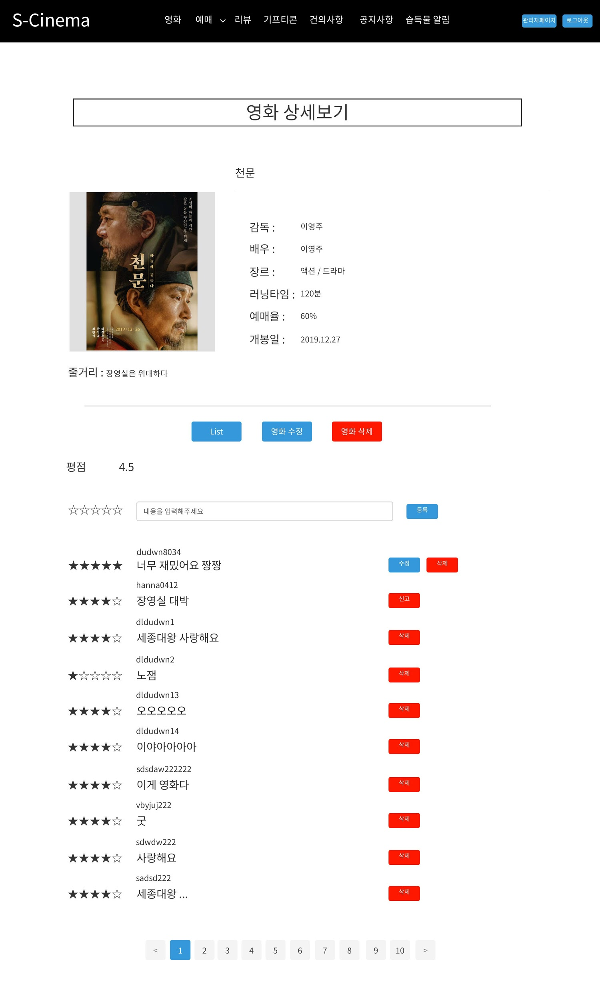 S-Cinema
영화 예매 리뷰 기프티콘 건의사항 공지사항 습득물 알림
관리자페이지 로그아웃
영화 상세보기
천문
조선의 하늘과 시간
같은 꿈을 꾸었던 두 천재
천문
하늘에 묻는다
2019·12·26
최민식
한석규
허진호 감독
감독 : 이영주
배우 : 이영주
장르 : 액션 / 드라마
러닝타임 : 120분
예매율 : 60%
개봉일 : 2019.12.27
줄거리 : 장영실은 위대하다
List 영화 수정 영화 삭제
평점 4.5
☆☆☆☆☆ 내용을 입력해주세요 등록
dudwn8034
★★★★★ 너무 재밌어요 짱짱 수정 삭제
hanna0412
★★★★☆ 장영실 대박 신고
dldudwn1
★★★★☆ 세종대왕 사랑해요 삭제
dldudwn2
★☆☆☆☆ 노잼 삭제
dldudwn13
★★★★☆ 오오오오오 삭제
dldudwn14
★★★★☆ 이야아아아아 삭제
sdsdaw222222
★★★★☆ 이게 영화다 삭제
vbyjuj222
★★★★☆ 굿 삭제
sdwdw222
★★★★☆ 사랑해요 삭제
sadsd222
★★★★☆ 세종대왕 ... 삭제
< 1 2 3 4 5 6 7 8 9 10 >